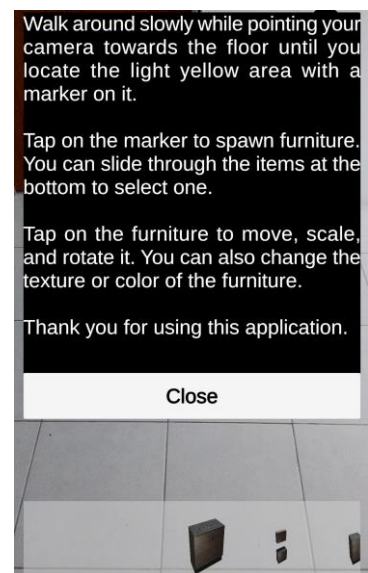 Walk around slowly while pointing your
camera towards the floor until you
locate the light yellow area with a
marker on it.
Tap on the marker to spawn furniture.
You can slide through the items at the
bottom to select one.
Tap on the furniture to move, scale,
and rotate it. You can also change the
texture or color of the furniture.
Thank you for using this application.
Close